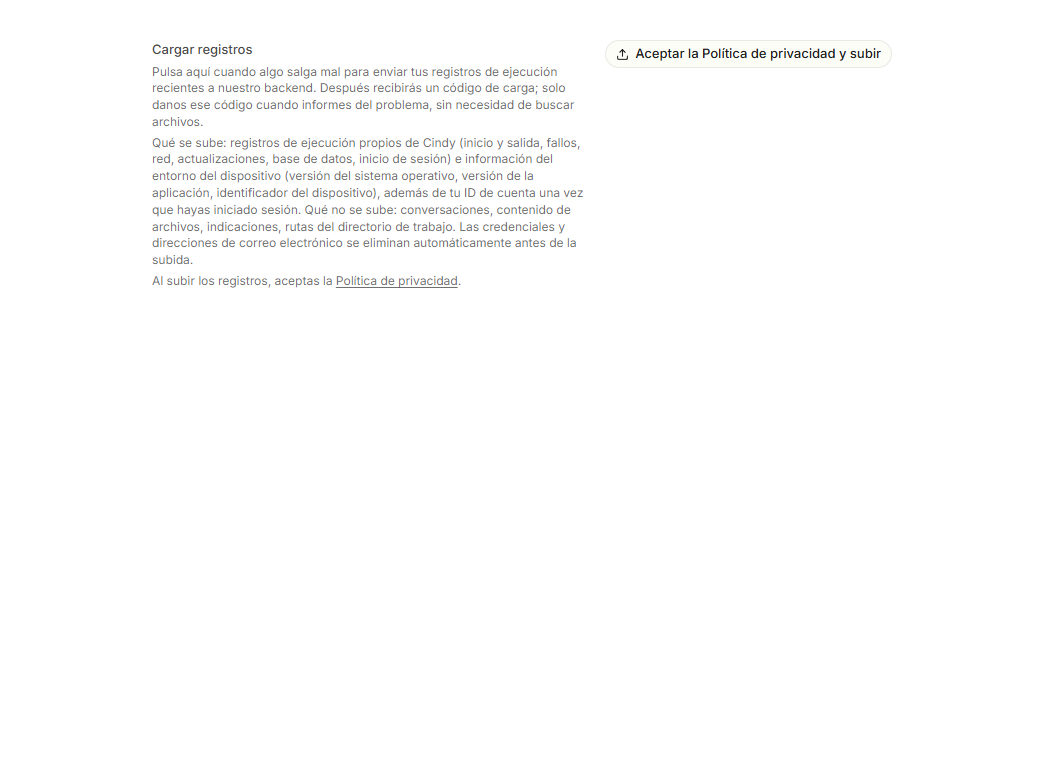 Cargar registros
Aceptar la Política de privacidad y subir
Pulsa aquí cuando algo salga mal para enviar tus registros de ejecución
recientes a nuestro backend. Después recibirás un código de carga; solo
danos ese código cuando informes del problema, sin necesidad de buscar
archivos.
Qué se sube: registros de ejecución propios de Cindy (inicio y salida, fallos,
red, actualizaciones, base de datos, inicio de sesión) e información del
entorno del dispositivo (versión del sistema operativo, versión de la
aplicación, identificador del dispositivo), además de tu ID de cuenta una vez
que hayas iniciado sesión. Qué no se sube: conversaciones, contenido de
archivos, indicaciones, rutas del directorio de trabajo. Las credenciales y
direcciones de correo electrónico se eliminan automáticamente antes de la
subida.
Al subir los registros, aceptas la Política de privacidad.